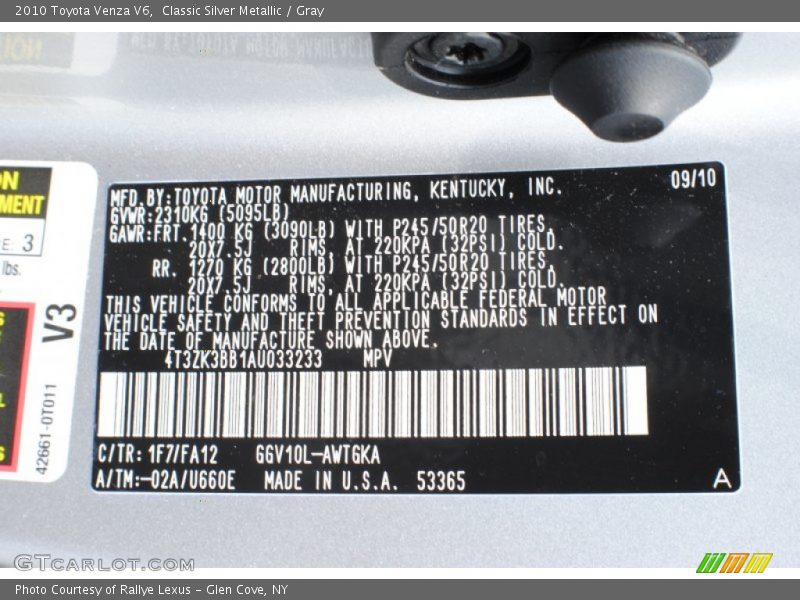 2010 Toyota Venza V6,  Classic Silver Metallic / Gray
MFD. BY: TOYOTA MOTOR MANUFACTURING, KENTUCKY, INC. 09/10
GVWR: 2310KG (5095LB)
GAWR: FRT. 1400 KG (3090LB) WITH P245/50R20 TIRES,
20X7.5J RIMS, AT 220KPA (32PSI) COLD.
RR. 1270 KG (2800LB) WITH P245/50R20 TIRES,
20X7.5J RIMS, AT 220KPA (32PSI) COLD.
THIS VEHICLE CONFORMS TO ALL APPLICABLE FEDERAL MOTOR
VEHICLE SAFETY AND THEFT PREVENTION STANDARDS IN EFFECT ON
THE DATE OF MANUFACTURE SHOWN ABOVE.
4T3ZK3BB1AU033233 MPV
C/TR: 1F7/FA12 GGV10L-AWTGKA
A/TM:-02A/U660E MADE IN U.S.A. 53365
A
3
lbs.
V3
42661-0T011
GTCARLOT.COM
Photo Courtesy of Rallye Lexus - Glen Cove, NY